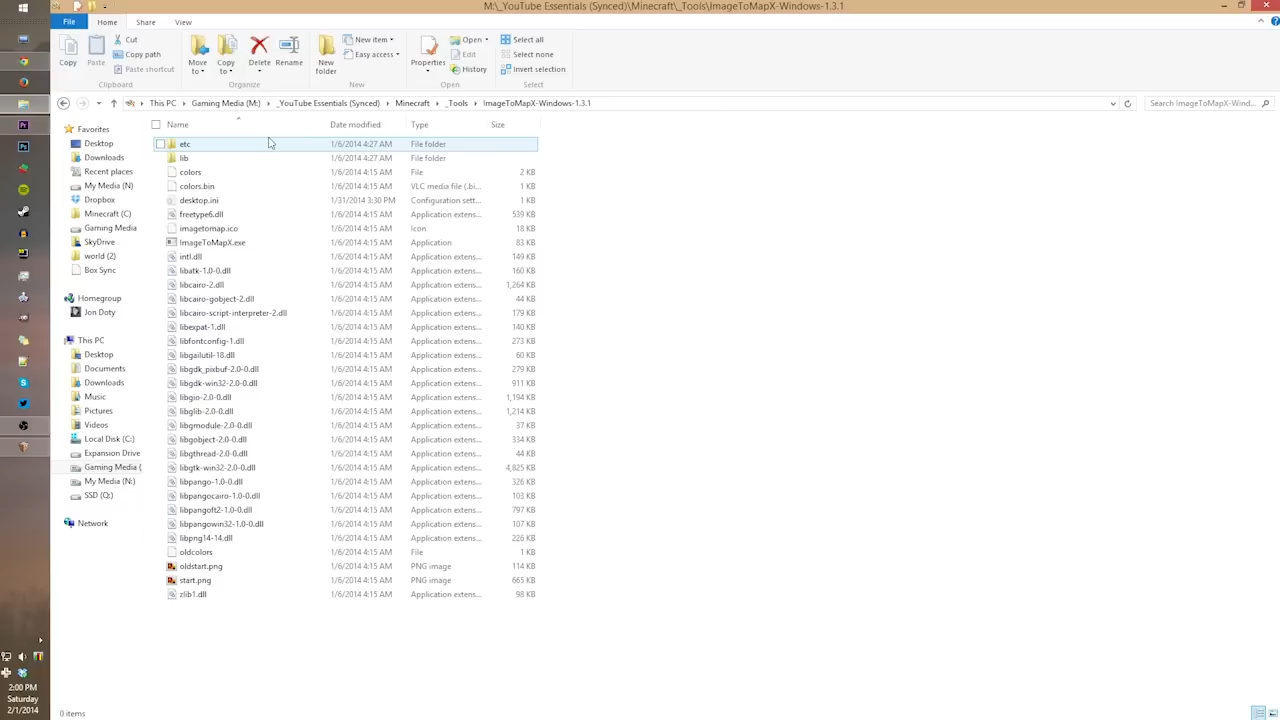 M:\_YouTube Essentials (Synced)\Minecraft\_Tools\ImageToMapX-Windows-1.3.1
File Home Share View
Copy
Paste
Cut
Copy path
Paste shortcut
Clipboard
Move to
Copy to
Delete
Rename
Organize
New folder
New item
Easy access
New
Properties
Open
Edit
History
Open
Select all
Select none
Invert selection
Select
This PC Gaming Media (M:) _YouTube Essentials (Synced) Minecraft _Tools ImageToMapX-Windows-1.3.1
Search ImageToMapX-Wind...
Favorites
Desktop
Downloads
Recent places
My Media (N)
Dropbox
Minecraft (C)
Gaming Media
SkyDrive
world (2)
Box Sync
Homegroup
Jon Doty
This PC
Desktop
Documents
Downloads
Music
Pictures
Videos
Local Disk (C:)
Expansion Drive
Gaming Media (
My Media (N:)
SSD (Q:)
Network
Name Date modified Type Size
etc 1/6/2014 4:27 AM File folder
lib 1/6/2014 4:27 AM File folder
colors 1/6/2014 4:15 AM File 2 KB
colors.bin 1/6/2014 4:15 AM VLC media file (.bi... 1 KB
desktop.ini 1/31/2014 3:30 PM Configuration sett... 1 KB
freetype6.dll 1/6/2014 4:15 AM Application extens... 539 KB
imagetomap.ico 1/6/2014 4:15 AM Icon 18 KB
ImageToMapX.exe 1/6/2014 4:15 AM Application 83 KB
intl.dll 1/6/2014 4:15 AM Application extens... 149 KB
libatk-1.0-0.dll 1/6/2014 4:15 AM Application extens... 160 KB
libcairo-2.dll 1/6/2014 4:15 AM Application extens... 1,264 KB
libcairo-gobject-2.dll 1/6/2014 4:15 AM Application extens... 44 KB
libcairo-script-interpreter-2.dll 1/6/2014 4:15 AM Application extens... 179 KB
libexpat-1.dll 1/6/2014 4:15 AM Application extens... 140 KB
libfontconfig-1.dll 1/6/2014 4:15 AM Application extens... 273 KB
libgailutil-18.dll 1/6/2014 4:15 AM Application extens... 60 KB
libgdk_pixbuf-2.0-0.dll 1/6/2014 4:15 AM Application extens... 279 KB
libgdk-win32-2.0-0.dll 1/6/2014 4:15 AM Application extens... 911 KB
libgio-2.0-0.dll 1/6/2014 4:15 AM Application extens... 1,194 KB
libglib-2.0-0.dll 1/6/2014 4:15 AM Application extens... 1,214 KB
libgmodule-2.0-0.dll 1/6/2014 4:15 AM Application extens... 37 KB
libgobject-2.0-0.dll 1/6/2014 4:15 AM Application extens... 334 KB
libgthread-2.0-0.dll 1/6/2014 4:15 AM Application extens... 44 KB
libgtk-win32-2.0-0.dll 1/6/2014 4:15 AM Application extens... 4,825 KB
libpango-1.0-0.dll 1/6/2014 4:15 AM Application extens... 326 KB
libpangocairo-1.0-0.dll 1/6/2014 4:15 AM Application extens... 103 KB
libpangoft2-1.0-0.dll 1/6/2014 4:15 AM Application extens... 797 KB
libpangowin32-1.0-0.dll 1/6/2014 4:15 AM Application extens... 107 KB
libpng14-14.dll 1/6/2014 4:15 AM Application extens... 226 KB
oldcolors 1/6/2014 4:15 AM File 1 KB
oldstart.png 1/6/2014 4:15 AM PNG image 114 KB
start.png 1/6/2014 4:15 AM PNG image 665 KB
zlib1.dll 1/6/2014 4:15 AM Application extens... 98 KB
2:00 PM
Saturday
2/1/2014
0 items